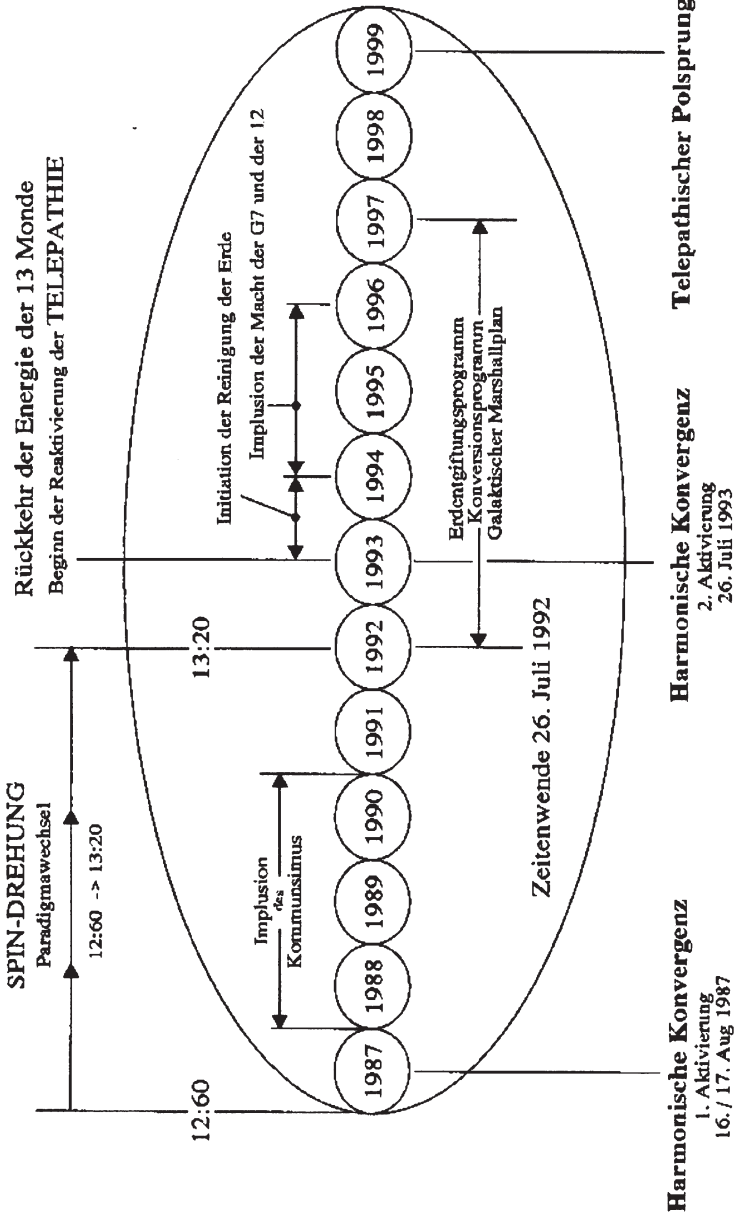 SPIN-DREHUNG
Paradigmawechsel
12:60 -> 13:20
Rückkehr der Energie der 13 Monde
Beginn der Reaktivierung der TELEPATHIE
12:60
13:20
Initiation der Reinigung der Erde
Implusion der Macht der G7 und der 12
Implusion
des
Kommunsimus
1987
1988
1989
1990
1991
1992
1993
1994
1995
1996
1997
1998
1999
Erdentgiftungsprogramm
Konversionsprogramm
Galaktischer Marshallplan
Zeitenwende 26. Juli 1992
Harmonische Konvergenz
1. Aktivierung
16. / 17. Aug 1987
Harmonische Konvergenz
2. Aktivierung
26. Juli 1993
Telepathischer Polsprung